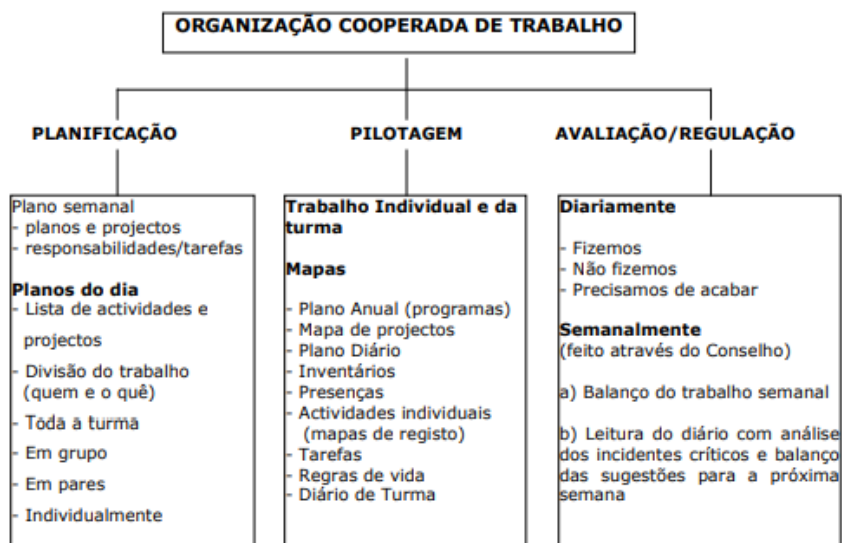 ORGANIZAÇÃO COOPERADA DE TRABALHO
PLANIFICAÇÃO
Plano semanal
- planos e projectos
- responsabilidades/tarefas
Planos do dia
- Lista de actividades e
projectos
- Divisão do trabalho
(quem e o quê)
- Toda a turma
- Em grupo
- Em pares
- Individualmente
PILOTAGEM
Trabalho Individual e da
turma
Mapas
- Plano Anual (programas)
- Mapa de projectos
- Plano Diário
- Inventários
- Presenças
- Actividades individuais
(mapas de registo)
- Tarefas
- Regras de vida
- Diário de Turma
AVALIAÇÃO/REGULAÇÃO
Diariamente
- Fizemos
- Não fizemos
- Precisamos de acabar
Semanalmente
(feito através do Conselho)
a) Balanço do trabalho semanal
b) Leitura do diário com análise
dos incidentes críticos e balanço
das sugestões para a próxima
semana